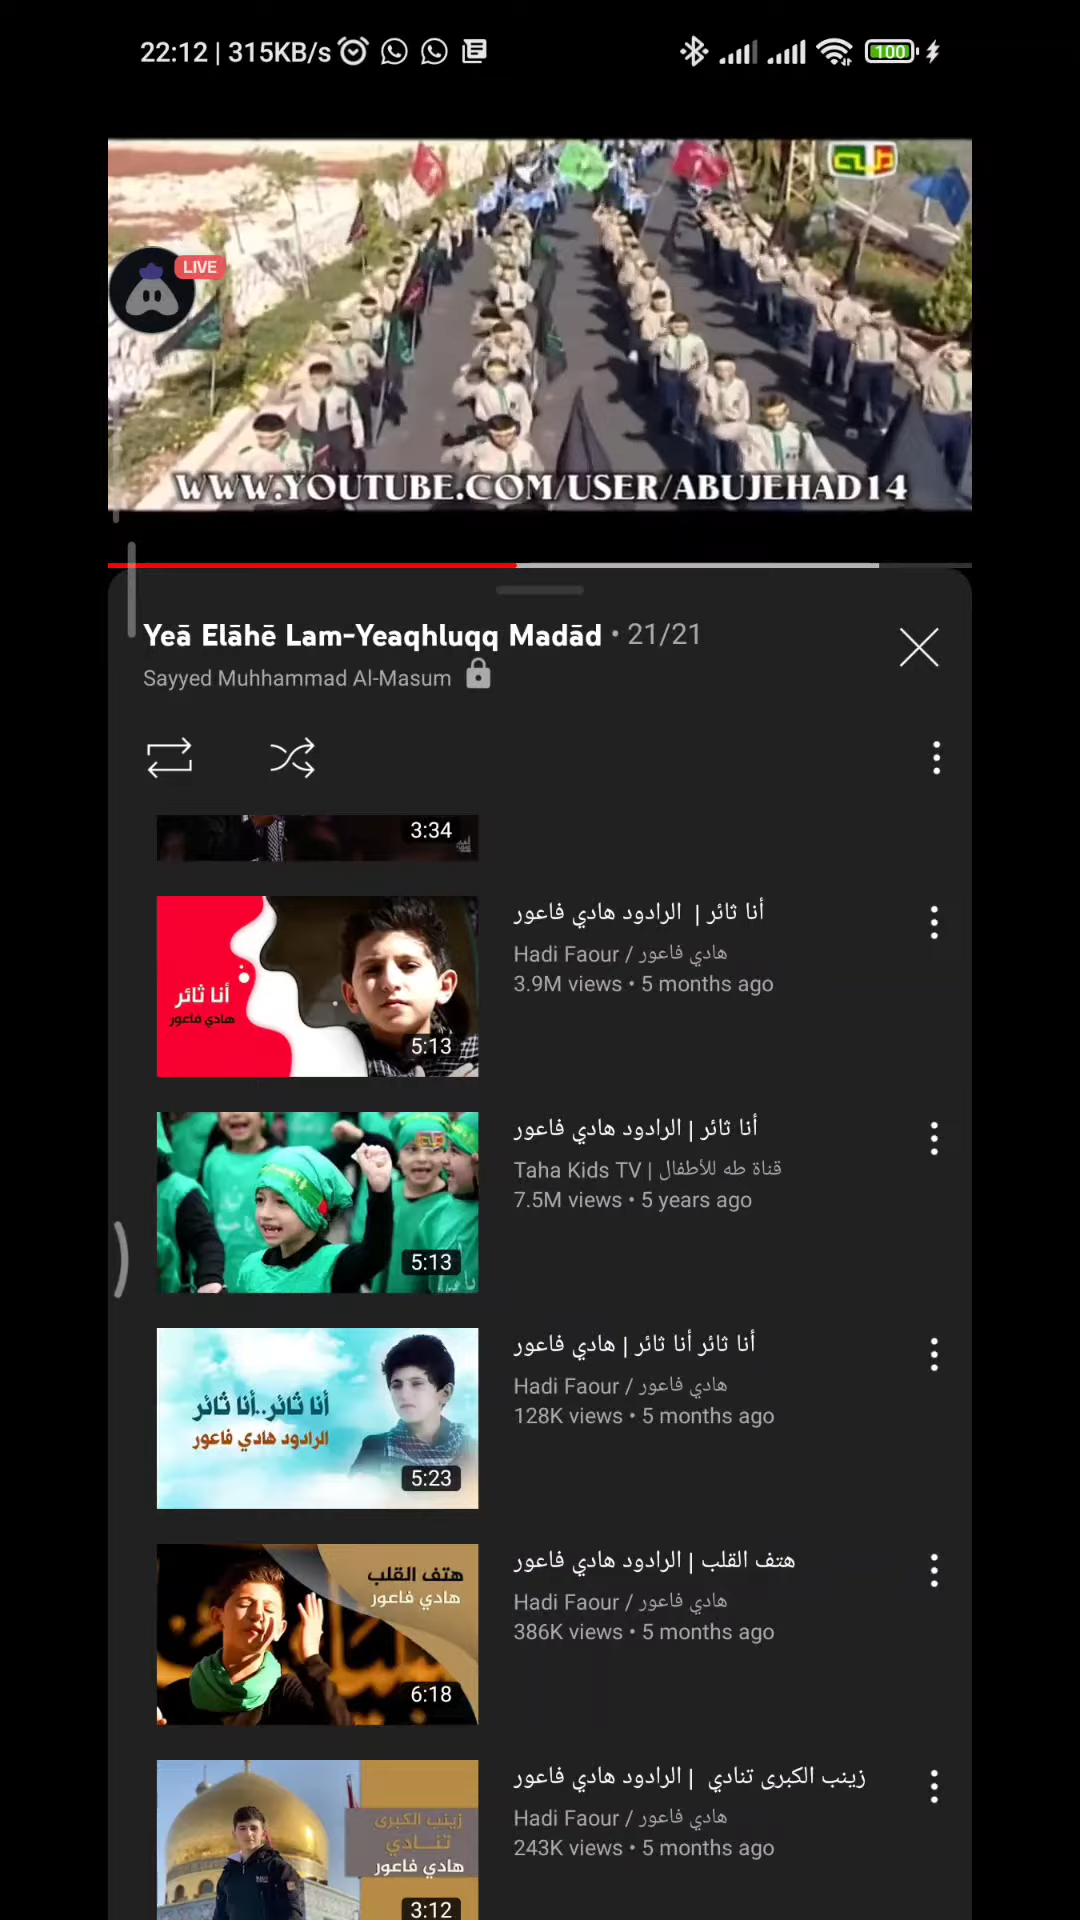 22:12 | 315KB/s
100
طه
LIVE
WWW.YOUTUBE.COM/USER/ABUJEHAD14
Yeā Elāhē Lam-Yeaqhluqq Madād • 21/21
Sayyed Muhhammad Al-Masum
3:34
أنا ثائر
هادي فاعور
5:13
أنا ثائر | الرادود هادي فاعور
Hadi Faour / هادي فاعور
3.9M views • 5 months ago
5:13
أنا ثائر | الرادود هادي فاعور
Taha Kids TV | قناة طه للأطفال
7.5M views • 5 years ago
أنا ثائر..أنا ثائر
الرادود هادي فاعور
5:23
أنا ثائر أنا ثائر | هادي فاعور
Hadi Faour / هادي فاعور
128K views • 5 months ago
هتف القلب
هادي فاعور
6:18
هتف القلب | الرادود هادي فاعور
Hadi Faour / هادي فاعور
386K views • 5 months ago
زينب الكبرى
تنادي
هادي فاعور
3:12
زينب الكبرى تنادي | الرادود هادي فاعور
Hadi Faour / هادي فاعور
243K views • 5 months ago